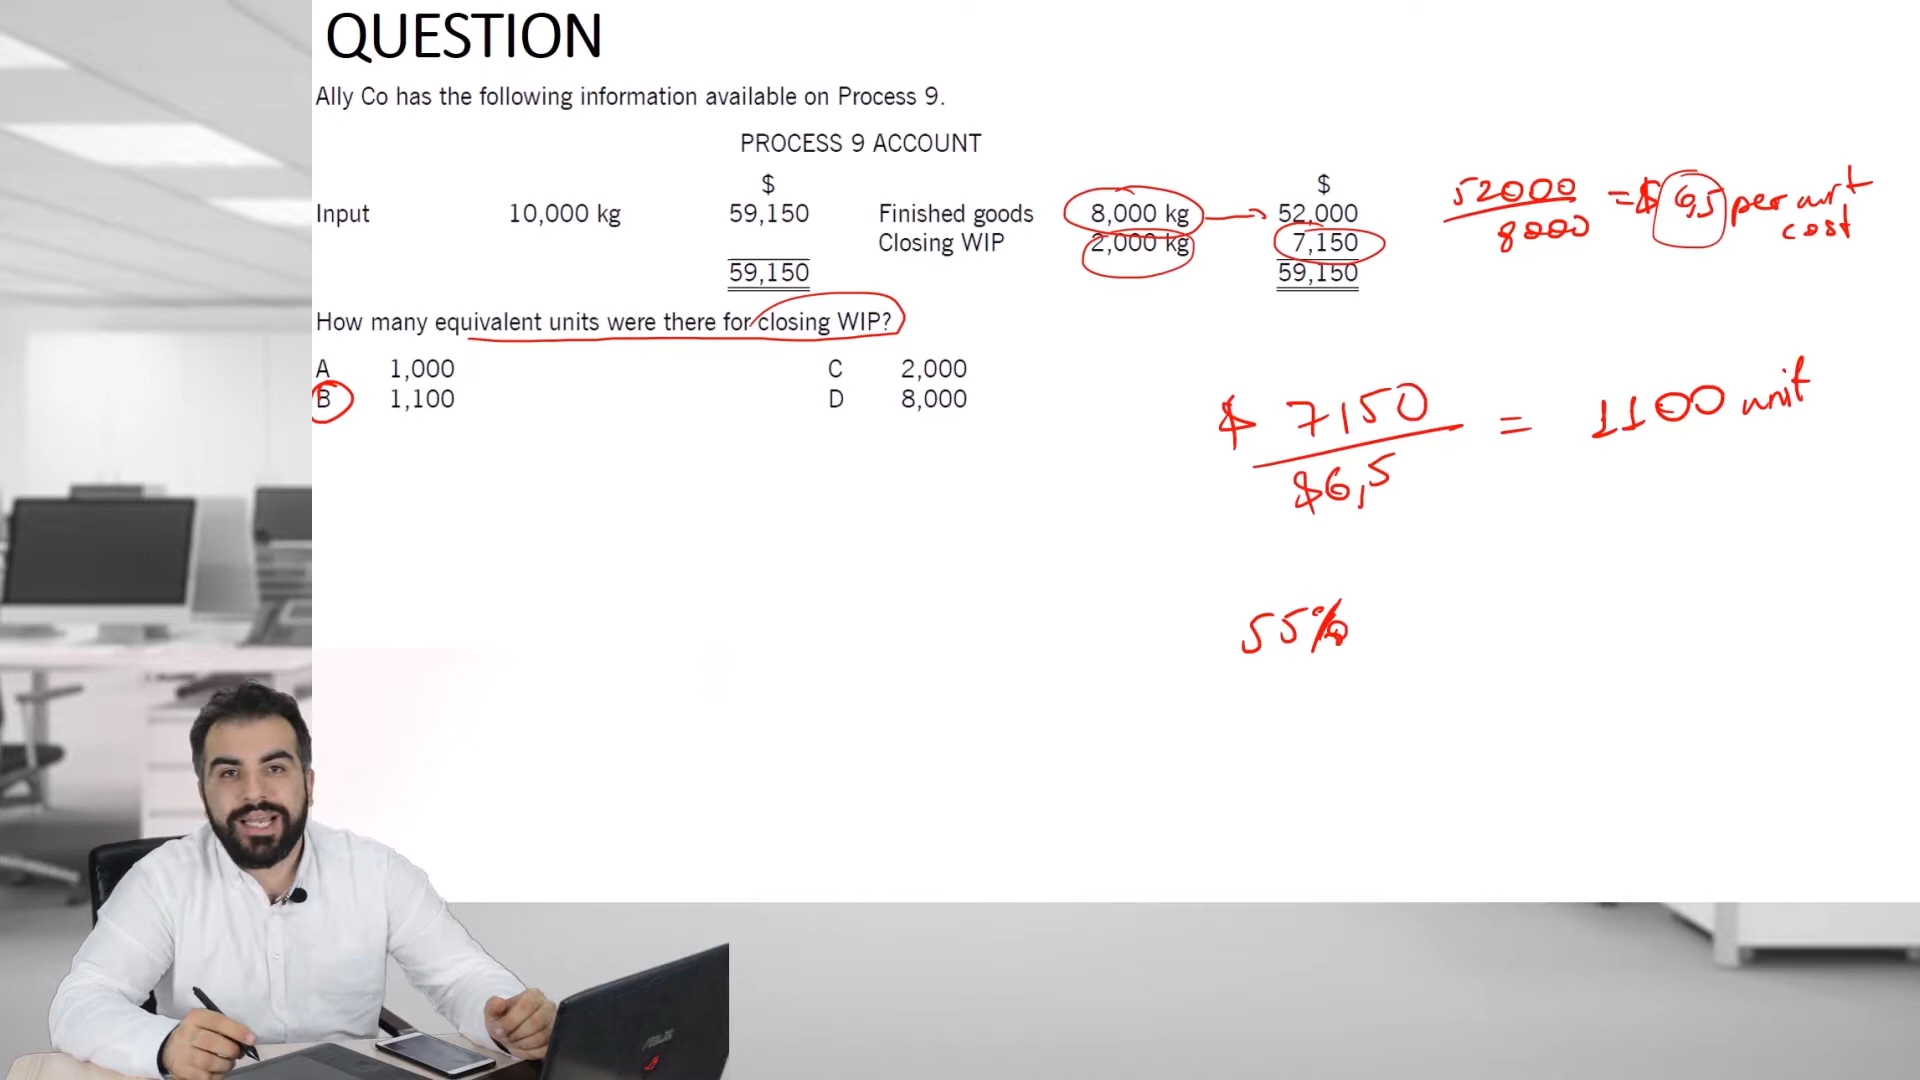 QUESTION
Ally Co has the following information available on Process 9.
PROCESS 9 ACCOUNT
$ $
Input 10,000 kg 59,150 Finished goods 8,000 kg 52,000
Closing WIP 2,000 kg 7,150
59,150 59,150
How many equivalent units were there for closing WIP?
A 1,000 C 2,000
B 1,100 D 8,000
52000
8000
= $ 6,5 per unit
cost
$ 7150
$6,5
= 1100 unit
55%
ASUS